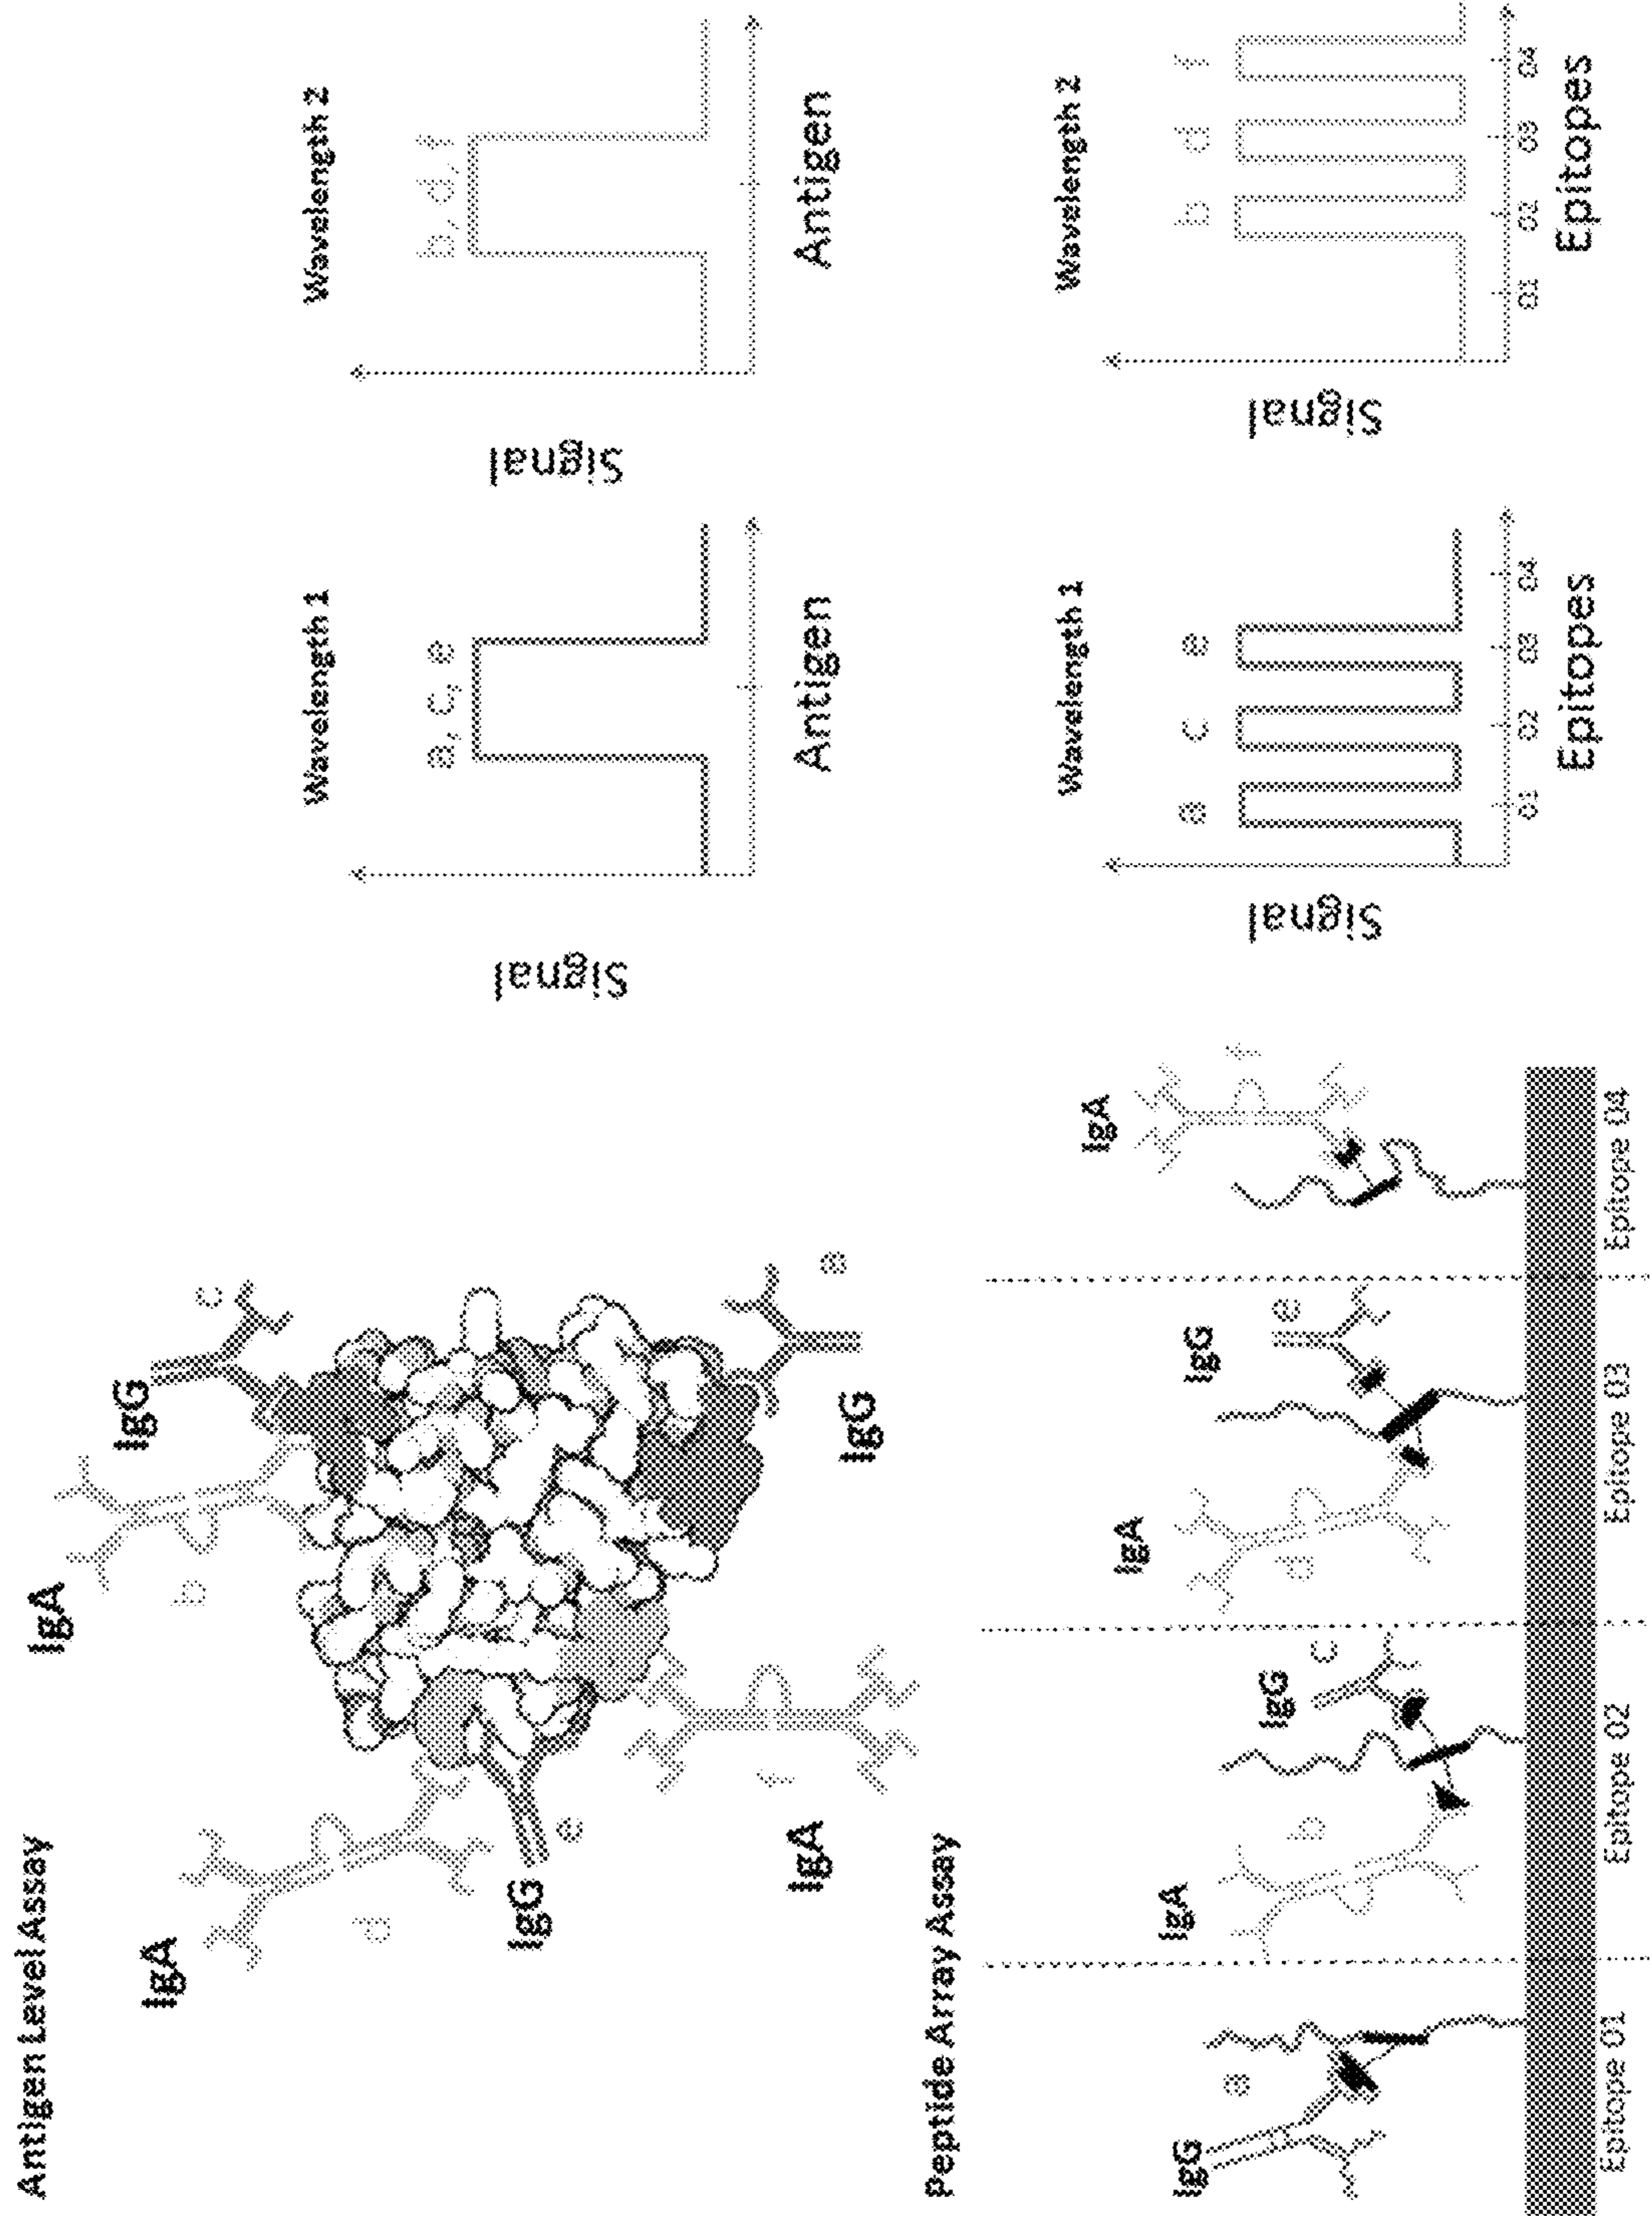 Antigen Level Assay
IgA
b
IgG
c
IgA
d
IgG
e
IgA
f
IgG
a
Signal
Wavelength 1
a, c, e
Antigen
Signal
Wavelength 2
b, d, f
Antigen
Peptide Array Assay
IgG
a
IgA
b
IgG
c
IgA
d
IgG
e
IgA
f
Epitope 01
Epitope 02
Epitope 03
Epitope 04
Signal
Wavelength 1
a c e
01 02 03 04
Epitopes
Signal
Wavelength 2
b d f
01 02 03 04
Epitopes